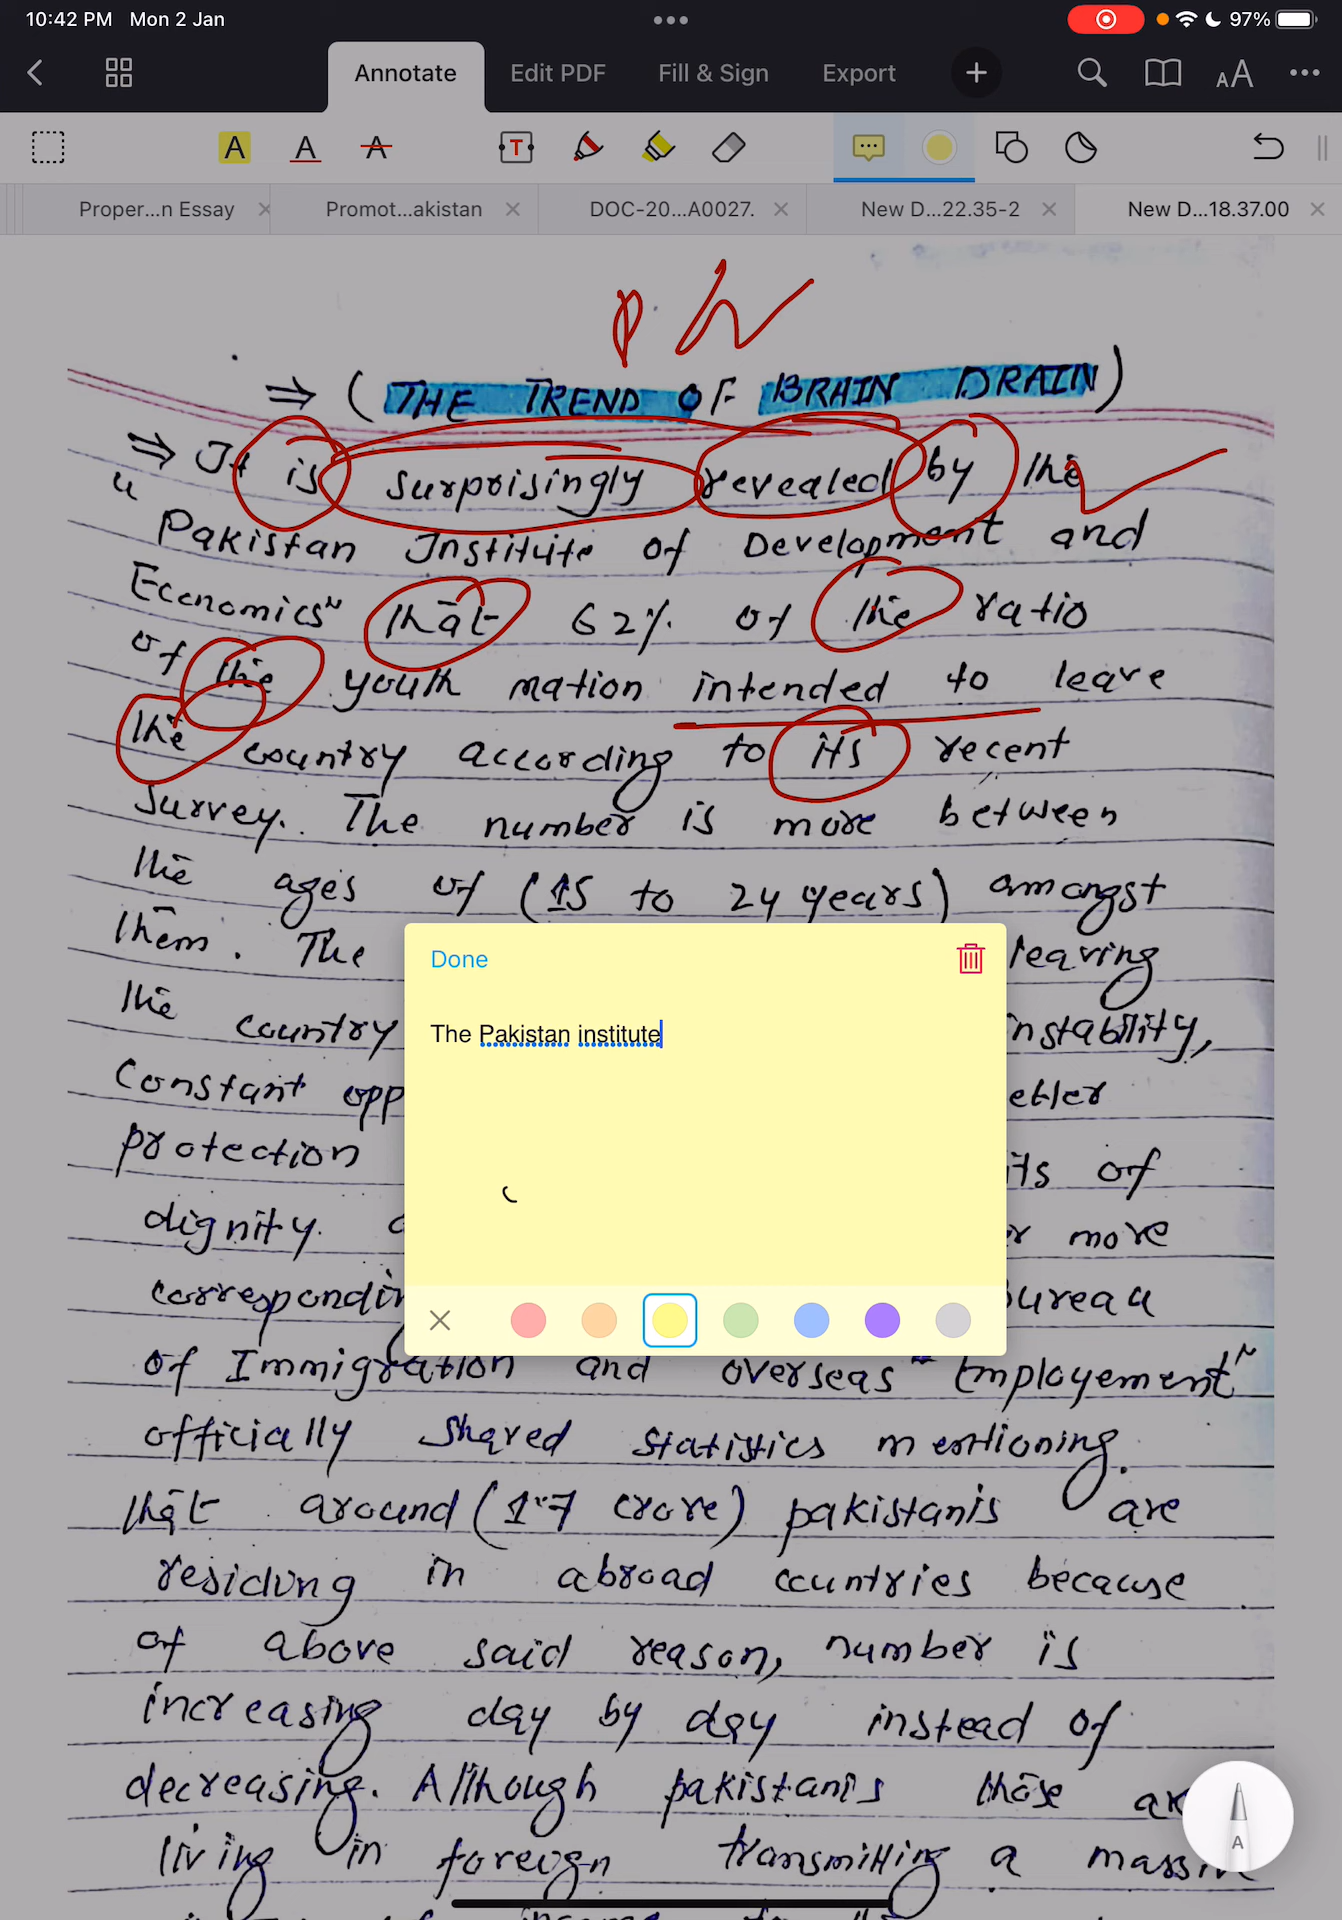 10:42 PM Mon 2 Jan
97%
Annotate Edit PDF Fill & Sign Export
Proper...n Essay Promot...akistan DOC-20...A0027. New D...22.35-2 New D...18.37.00
⇒ (THE TREND OF BRAIN DRAIN)
⇒ It is surprisingly revealed by the
Pakistan Institute of Development and
Economics" that 62% of the ratio
of the youth nation intended to leave
the country according to its recent
survey. The number is more between
the ages of (15 to 24 years) amongst
them. The leaving
the country instability,
Constant opp
protection its of
dignity. more
correspondin Bureau
Done
The Pakistan institute
of Immigration and overseas Employement"
officially shared statistics mentioning
that around (1.7 crore) pakistanis are
residing in abroad countries because
of above said reason, number is
increasing day by day instead of
decreasing. Although pakistanis those
living in foreign transmitting a